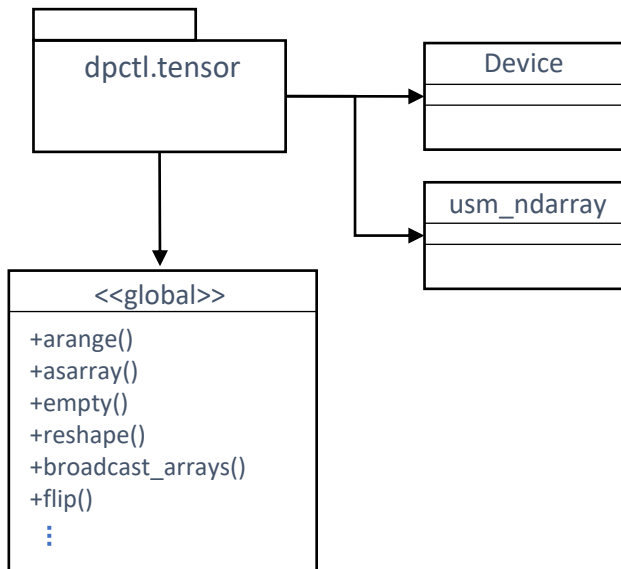 dpctl.tensor
Device
usm_ndarray
<<global>>
+arange()
+asarray()
+empty()
+reshape()
+broadcast_arrays()
+flip()
⋮